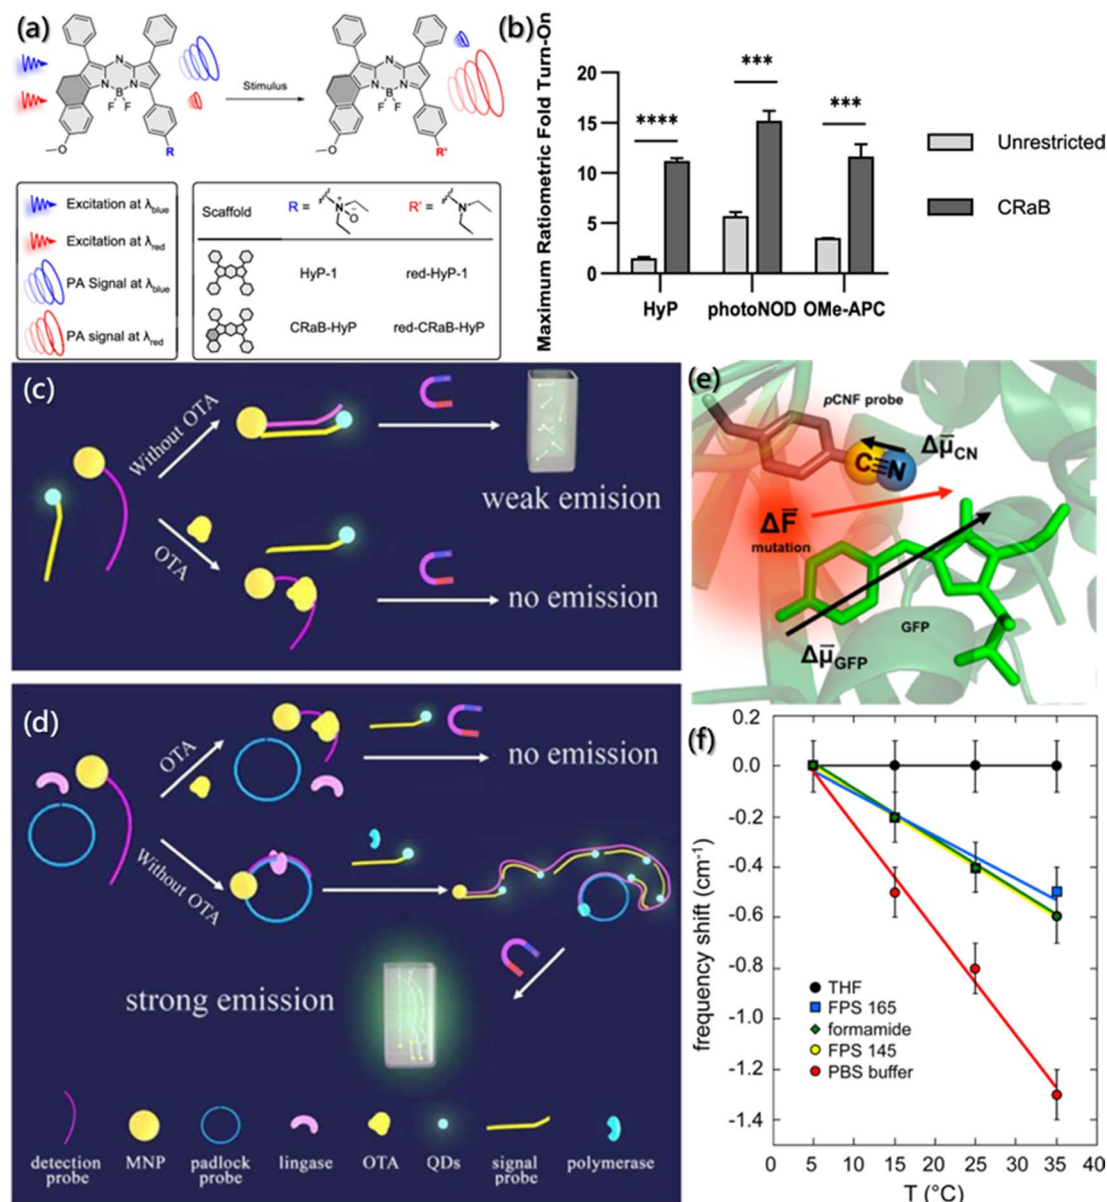 (a)
N
N
B
N
F
F
O
R
Stimulus
N
N
B
N
F
F
O
R'
Excitation at λblue
Excitation at λred
PA Signal at λblue
PA signal at λred
Scaffold
R =
N
+
O
−
R' =
N
HyP-1
red-HyP-1
CRaB-HyP
red-CRaB-HyP
(b)
Maximum Ratiometric Fold Turn-On
20
15
10
5
0
****
***
***
HyP
photoNOD
OMe-APC
Unrestricted
CRaB
(c)
Without OTA
OTA
weak emision
no emission
(d)
OTA
Without OTA
no emission
strong emission
detection
probe
MNP
padlock
probe
lingase
OTA
QDs
signal
probe
polymerase
(e)
pCNF probe
Δμ̅CN
C≡N
ΔF̅
mutation
GFP
Δμ̅GFP
(f)
frequency shift (cm⁻¹)
0.2
0.0
-0.2
-0.4
-0.6
-0.8
-1.0
-1.2
-1.4
THF
FPS 165
formamide
FPS 145
PBS buffer
0
5
10
15
20
25
30
35
40
T (°C)